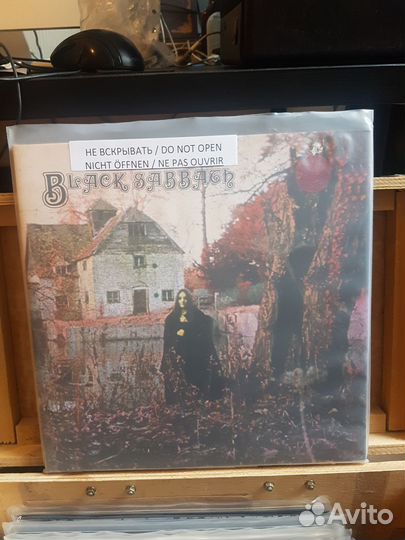 НЕ ВСКРЫВАТЬ / DO NOT OPEN
NICHT ÖFFNEN / NE PAS OUVRIR
BLACK SABBATH
Avito